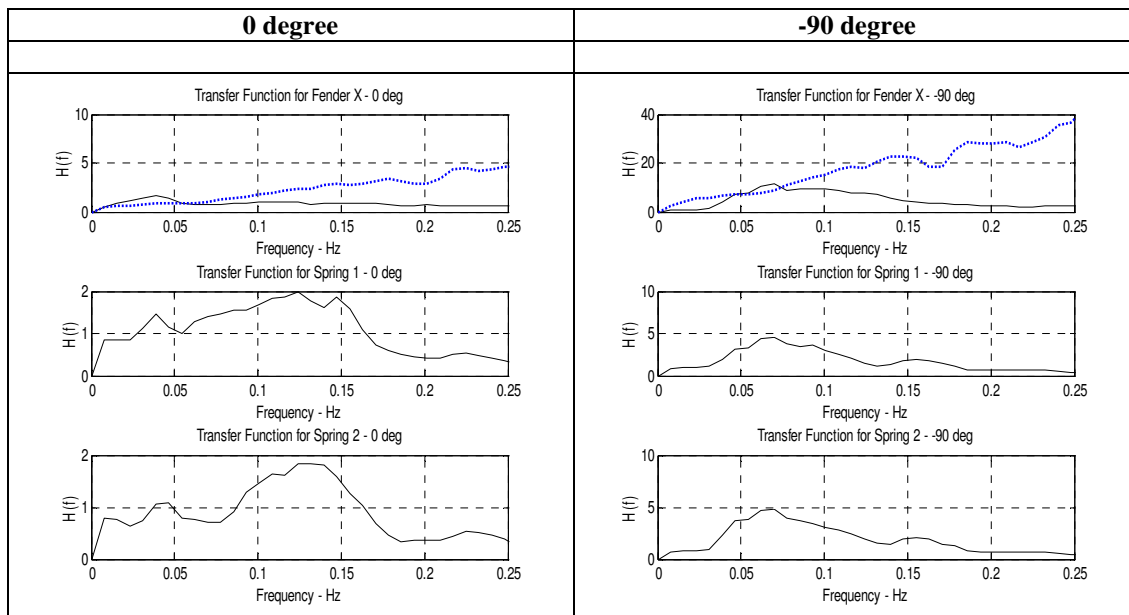 0 degree
-90 degree
Transfer Function for Fender X - 0 deg
10
5
0
H(f)
0 0.05 0.1 0.15 0.2 0.25
Frequency - Hz
Transfer Function for Spring 1 - 0 deg
2
1
0
H(f)
0 0.05 0.1 0.15 0.2 0.25
Frequency - Hz
Transfer Function for Spring 2 - 0 deg
2
1
0
H(f)
0 0.05 0.1 0.15 0.2 0.25
Frequency - Hz
Transfer Function for Fender X - -90 deg
40
20
0
H(f)
0 0.05 0.1 0.15 0.2 0.25
Frequency - Hz
Transfer Function for Spring 1 - -90 deg
10
5
0
H(f)
0 0.05 0.1 0.15 0.2 0.25
Frequency - Hz
Transfer Function for Spring 2 - -90 deg
10
5
0
H(f)
0 0.05 0.1 0.15 0.2 0.25
Frequency - Hz